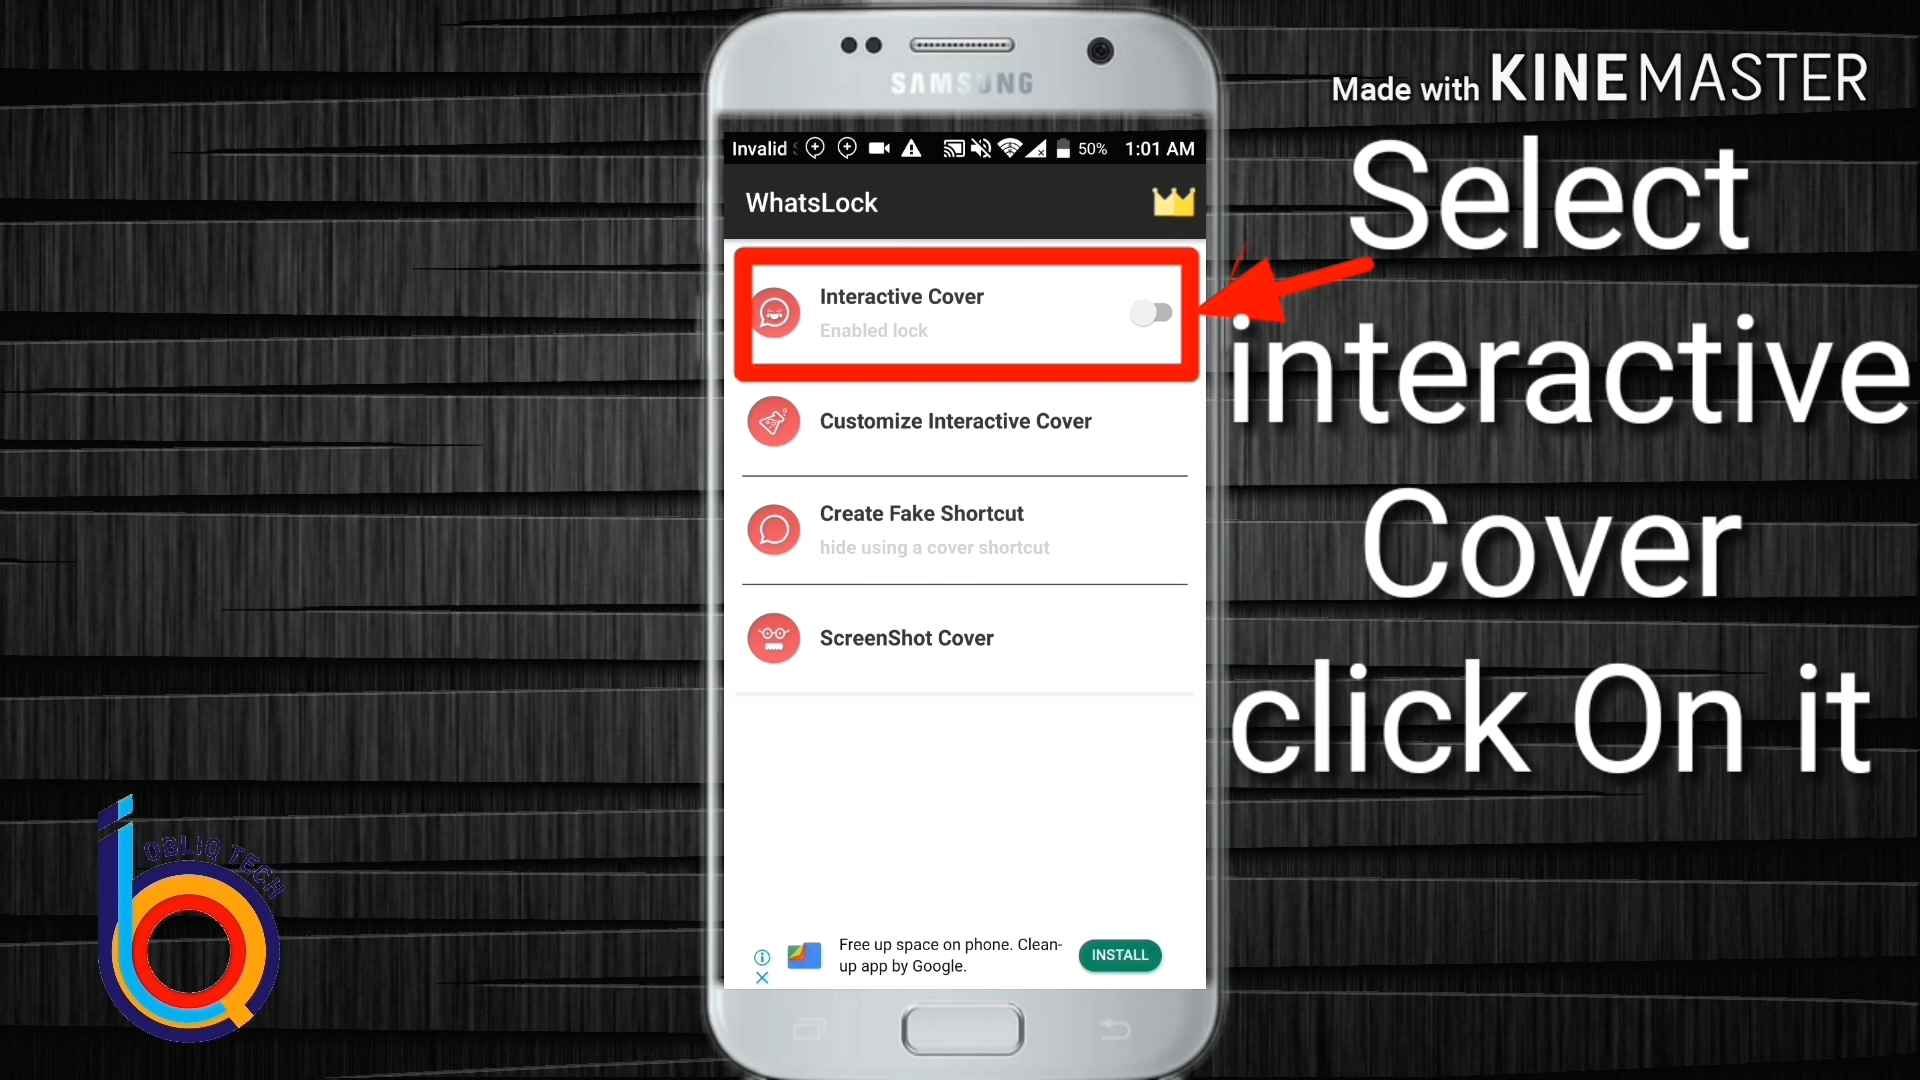 Made with KINEMASTER
SAMSUNG
Invalid
50%
1:01 AM
WhatsLock
Interactive Cover
Enabled lock
Customize Interactive Cover
Create Fake Shortcut
hide using a cover shortcut
ScreenShot Cover
Free up space on phone. Clean-
up app by Google.
INSTALL
Select
interactive
Cover
click On it
OBLIQ TECH